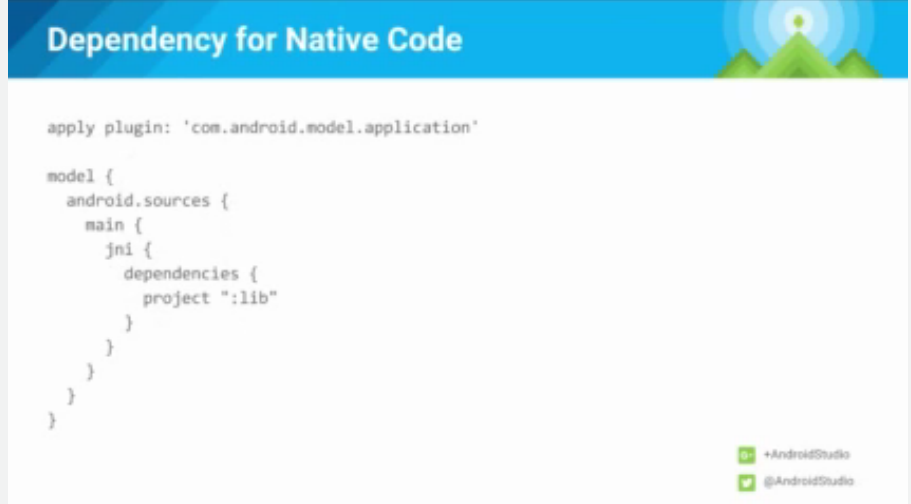 Dependency for Native Code
apply plugin: 'com.android.model.application'
model {
  android.sources {
    main {
      jni {
        dependencies {
          project ":lib"
        }
      }
    }
  }
}
G+ +AndroidStudio
@AndroidStudio